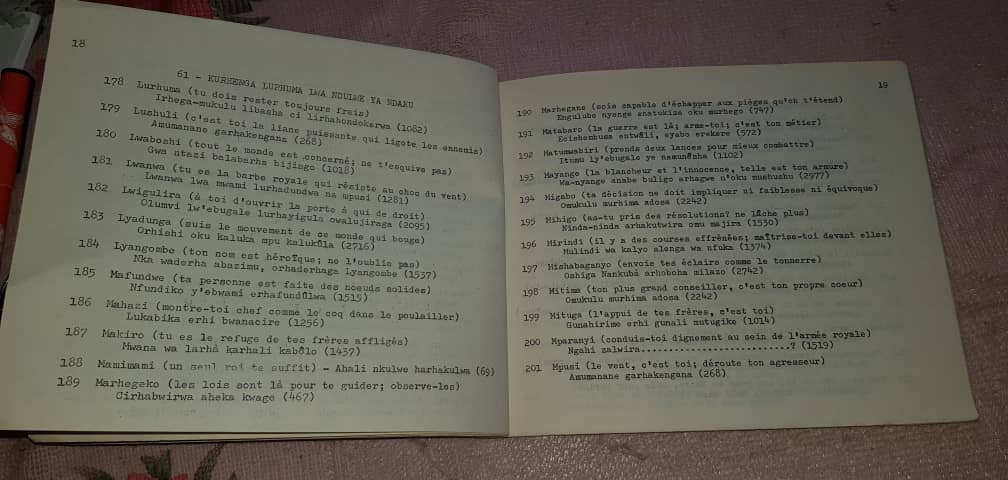 18
61 - KURHENGA LURHUMA LWA NDULWE YA NDAKU
178 Lurhuma (tu dois rester toujours frais)
Irhega-mukulu libasha ci lirhahondokerwa (1082)
179 Lushuli (c'est toi la liane puissante qui ligote les ennemis)
Amumanane garhakengana (268)
180 Lwaboshi (tout le monde est concerné; ne t'esquive pas)
Gwa ntazi balabarha bijingo (1018)
181 Lwanwa (tu es la barbe royale qui résiste au choc du vent)
Lwanwa lwa mwami lurhadundwa na mpusi (1281)
182 Lwigulira (à toi d'ouvrir la porte à qui de droit)
Olumvi lw'ebugale lurhayigula owalujiraga (2095)
183 Lyadunga (suis le mouvement de ce monde qui bouge)
Orhishi oku kaluka mpu kalukûla (2716)
184 Lyangombe (ton nom est héroïque; ne l'oublie pas)
Nka waderha abazimu, orhaderhaga Lyangombe (1537)
185 Mafundwe (ta personne est faite des noeuds solides)
Nfundiko y'ebwami erhafundûlwa (1515)
186 Mahazi (montre-toi chef comme le coq dans le poulailler)
Lukabika erhi bwanacire (1256)
187 Makiro (tu es le refuge de tes frères affligés)
Mwana wa larhà karhali kabôlo (1437)
188 Mamimami (un seul roi te suffit) - Ahali nkulwe harhakulwa (69)
189 Marhegeko (les lois sont là pour te guider; observe-les)
Cirhabwirwa aheka kwage (467)
19
190 Marhegane (sois capable d'échapper aux pièges qu'on t'étend)
Engulube nyange enatukize oku murhego (747)
191 Matabaro (la guerre est là; arme-toi; c'est ton métier)
Ecishembuma entwâli, eyabo erekere (572)
192 Matumwabiri (prends deux lances pour mieux combattre)
Itumu ly'ebugale ye namunûsha (1102)
193 Mayange (la blancheur et l'innocence, telle est ton armure)
Wa-nyange anabe buligo arhagwe n'oku mushushu (2977)
194 Migabo (ta décision ne doit impliquer ni faiblesse ni équivoque)
Omukulu murhima adosa (2242)
195 Mihigo (as-tu pris des résolutions? ne lâche plus)
Ninda-ninda arhakutwira omu majira (1530)
196 Mirindi (il y a des courses effrénées; maîtrise-toi devant elles)
Mulindi wa kalyo alenga wa nfuka (1374)
197 Mishabaganyo (envoie tes éclairs comme le tonnerre)
Oshiga Nankubà arhoboha milazo (2742)
198 Mitima (ton plus grand conseiller, c'est ton propre coeur)
Omukulu murhima adosa (2242)
199 Mituga (l'appui de tes frères, c'est toi)
Gunahirime erhi gunali mutugike (1014)
200 Mparanyi (conduis-toi dignement au sein de l'armée royale)
Ngahi zalwira..........................? (1519)
201 Mpusi (le vent, c'est toi; déroute ton agresseur)
Amumanane garhakengana (268)